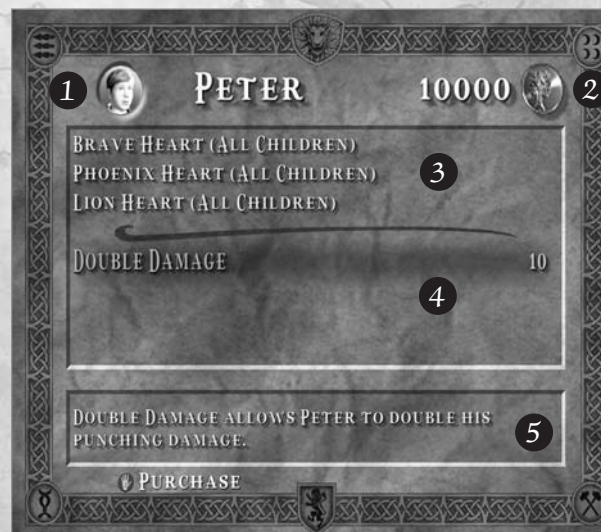 1 PETER 10000 2
BRAVE HEART (ALL CHILDREN)
PHOENIX HEART (ALL CHILDREN) 3
LION HEART (ALL CHILDREN)
DOUBLE DAMAGE 10
4
DOUBLE DAMAGE ALLOWS PETER TO DOUBLE HIS
PUNCHING DAMAGE. 5
PURCHASE